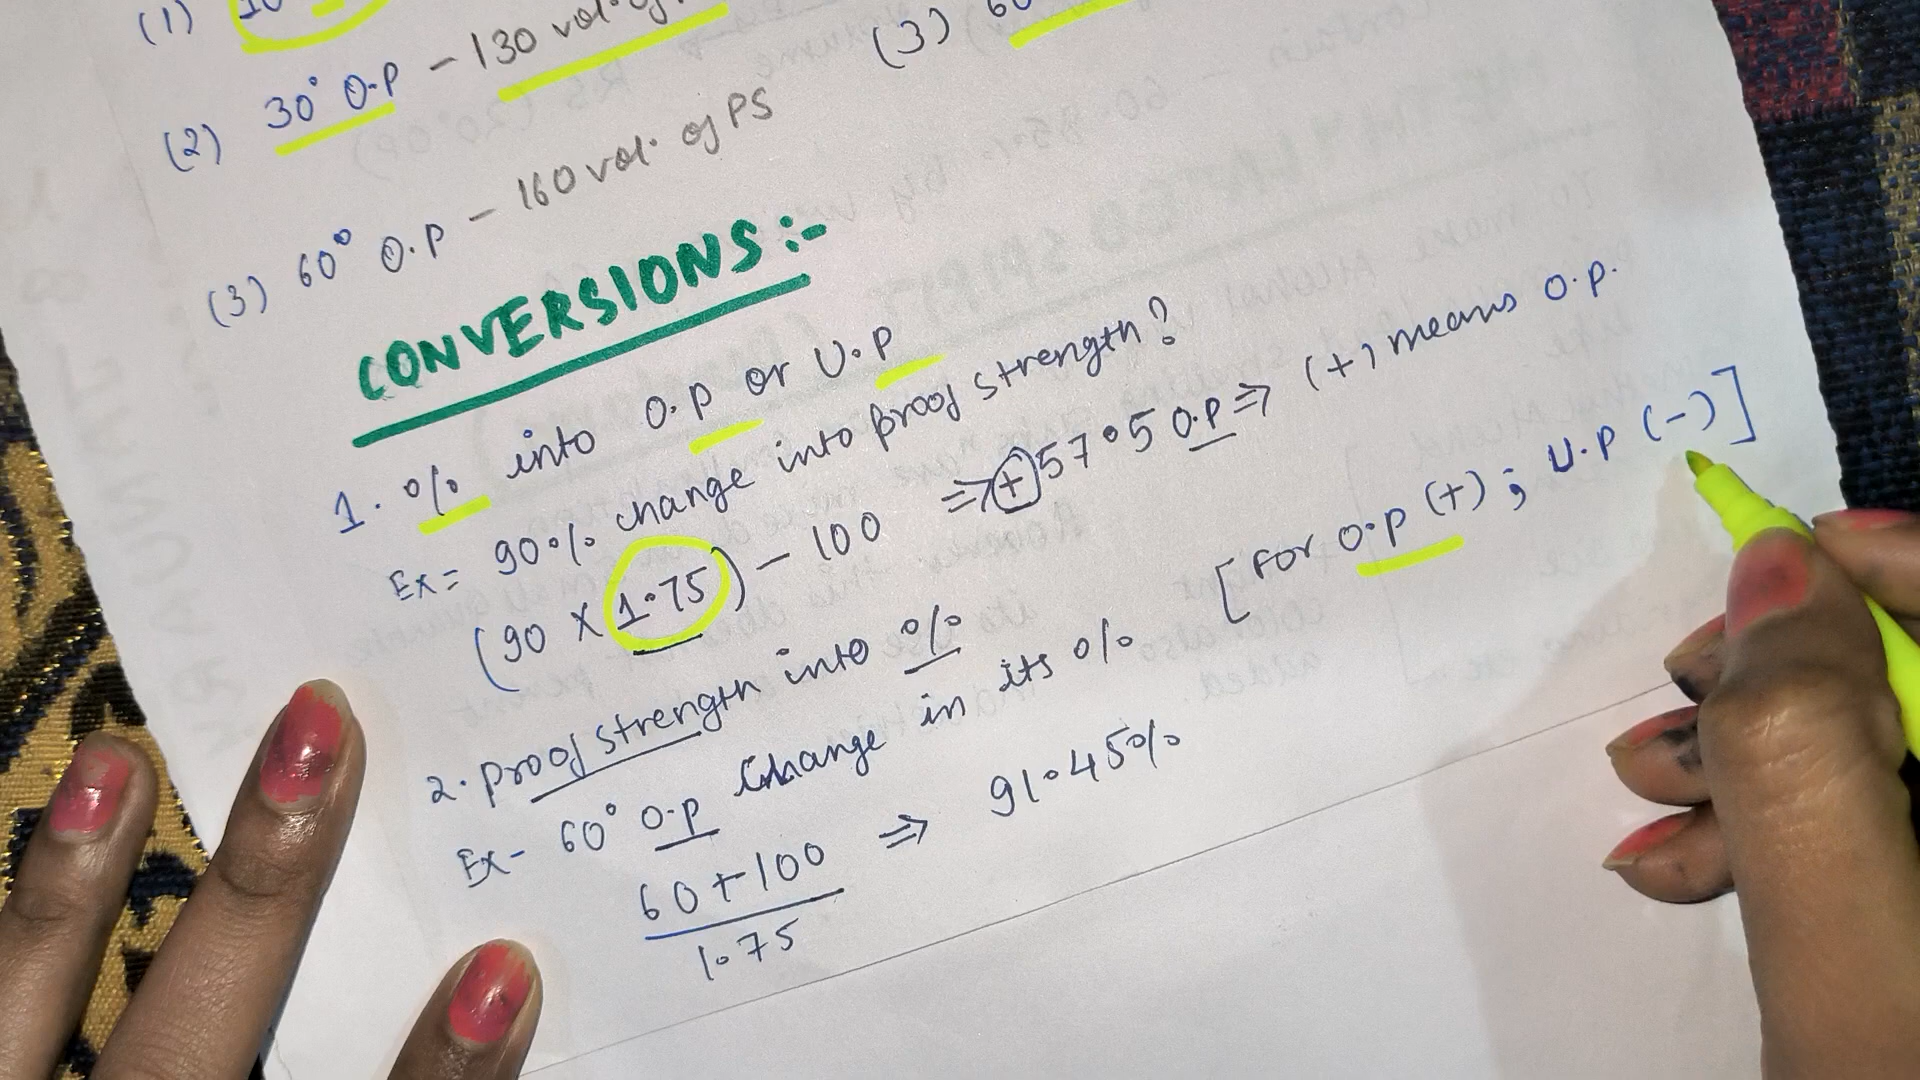 (1)
(2) 30° O.P - 130 vol. of
(3) 60
(3) 60° O.P - 160 vol. of PS
CONVERSIONS:-
1. % into O.P or U.P
Ex = 90% change into proof strength?
(90 x 1.75) - 100 ⇒ + 57.5 O.P ⇒ (+) means O.P.
[For O.P (+) ; U.P (-)]
2. Proof strength into %
Ex - 60° O.P Change in its %
60+100 ⇒ 91.45%
1.75